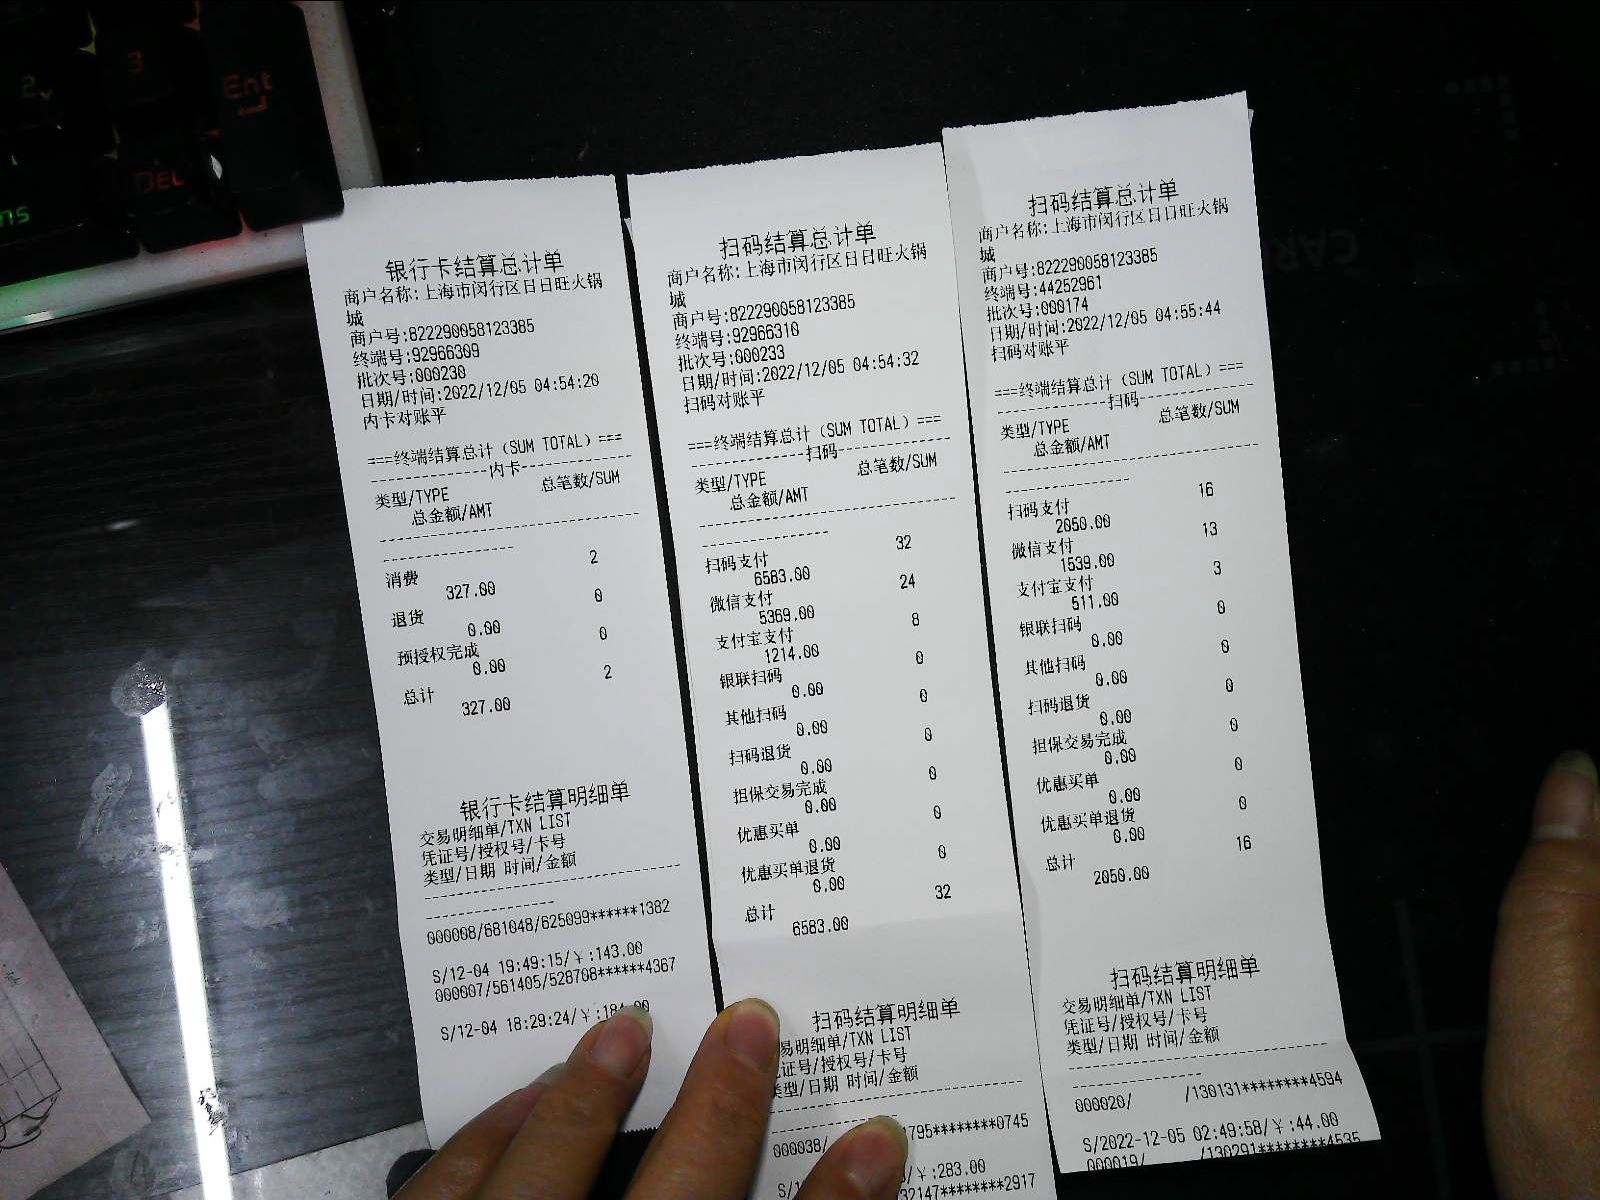 2
3
Ent
DEL
银行卡结算总计单
商户名称:上海市闵行区日日旺火锅
城
商户号:822290058123385
终端号:92966309
批次号:000230
日期/时间:2022/12/05 04:54:20
内卡对账平
===终端结算总计(SUM TOTAL)===
----------------内卡----------------
类型/TYPE 总笔数/SUM
总金额/AMT
消费 2
327.00
退货 0
0.00
预授权完成 0
0.00
总计 2
327.00
银行卡结算明细单
交易明细单/TXN LIST
凭证号/授权号/卡号
类型/日期 时间/金额
000008/681048/625099******1382
S/12-04 19:49:15/¥:143.00
000007/561405/528708******4367
S/12-04 18:29:24/¥:184.00
扫码结算总计单
商户名称:上海市闵行区日日旺火锅
城
商户号:822290058123385
终端号:92966310
批次号:000233
日期/时间:2022/12/05 04:54:32
扫码对账平
===终端结算总计(SUM TOTAL)===
----------------扫码----------------
类型/TYPE 总笔数/SUM
总金额/AMT
扫码支付 32
6583.00
微信支付 24
5369.00
支付宝支付 8
1214.00
银联扫码 0
0.00
其他扫码 0
0.00
扫码退货 0
0.00
担保交易完成 0
0.00
优惠买单 0
0.00
优惠买单退货 0
0.00
总计 32
6583.00
扫码结算明细单
易明细单/TXN LIST
证号/授权号/卡号
类型/日期 时间/金额
000038/ 795********0745
/¥:283.00
32147********2917
扫码结算总计单
商户名称:上海市闵行区日日旺火锅
城
商户号:822290058123385
终端号:44252961
批次号:000174
日期/时间:2022/12/05 04:55:44
扫码对账平
===终端结算总计(SUM TOTAL)===
----------------扫码----------------
类型/TYPE 总笔数/SUM
总金额/AMT
扫码支付 16
2050.00
微信支付 13
1539.00
支付宝支付 3
511.00
银联扫码 0
0.00
其他扫码 0
0.00
扫码退货 0
0.00
担保交易完成 0
0.00
优惠买单 0
0.00
优惠买单退货 0
0.00
总计 16
2050.00
扫码结算明细单
交易明细单/TXN LIST
凭证号/授权号/卡号
类型/日期 时间/金额
000020/ /130131********4594
S/2022-12-05 02:49:58/¥:44.00
000019/ /130291********4535